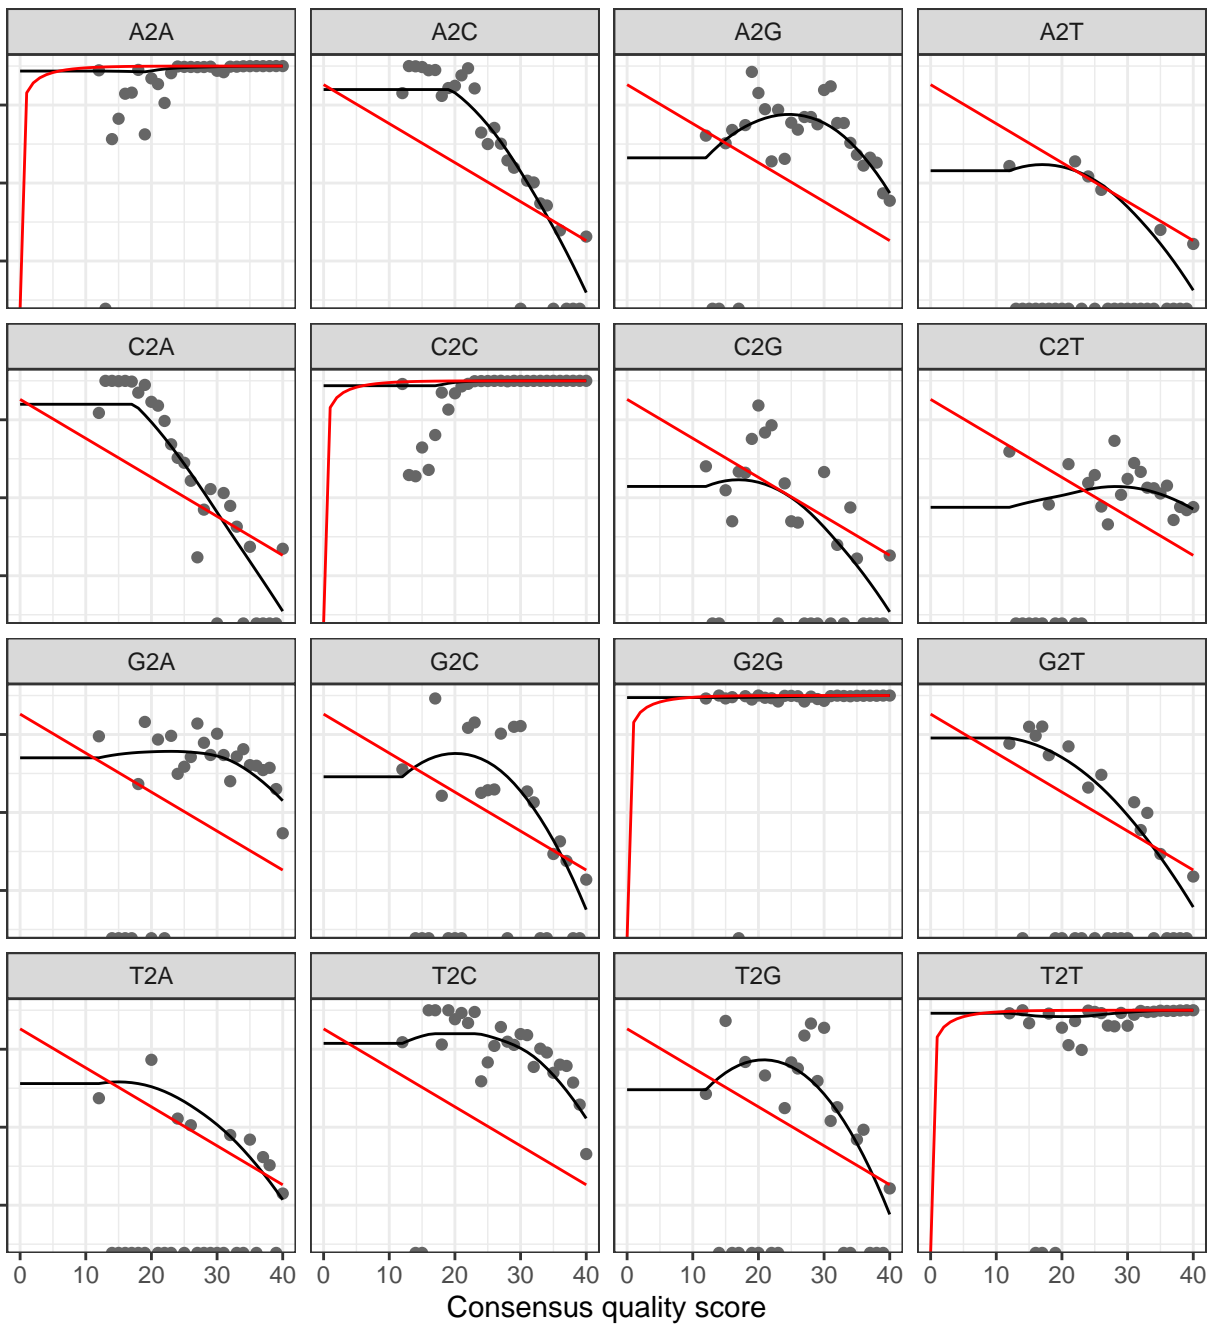 A2A A2C A2G A2T
C2A C2C C2G C2T
G2A G2C G2G G2T
T2A T2C T2G T2T
0 10 20 30 40 0 10 20 30 40 0 10 20 30 40 0 10 20 30 40
Consensus quality score